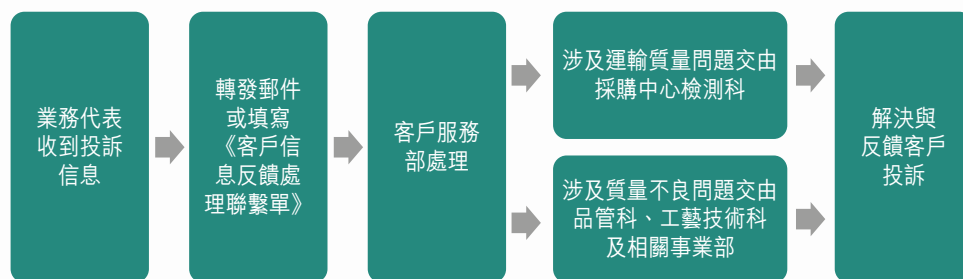 業務代表
收到投訴
信息
轉發郵件
或填寫
《客戶信
息反饋處
理聯繫單》
客戶服務
部處理
涉及運輸質量問題交由
採購中心檢測科
涉及質量不良問題交由
品管科、工藝技術科
及相關事業部
解決與
反饋客戶
投訴